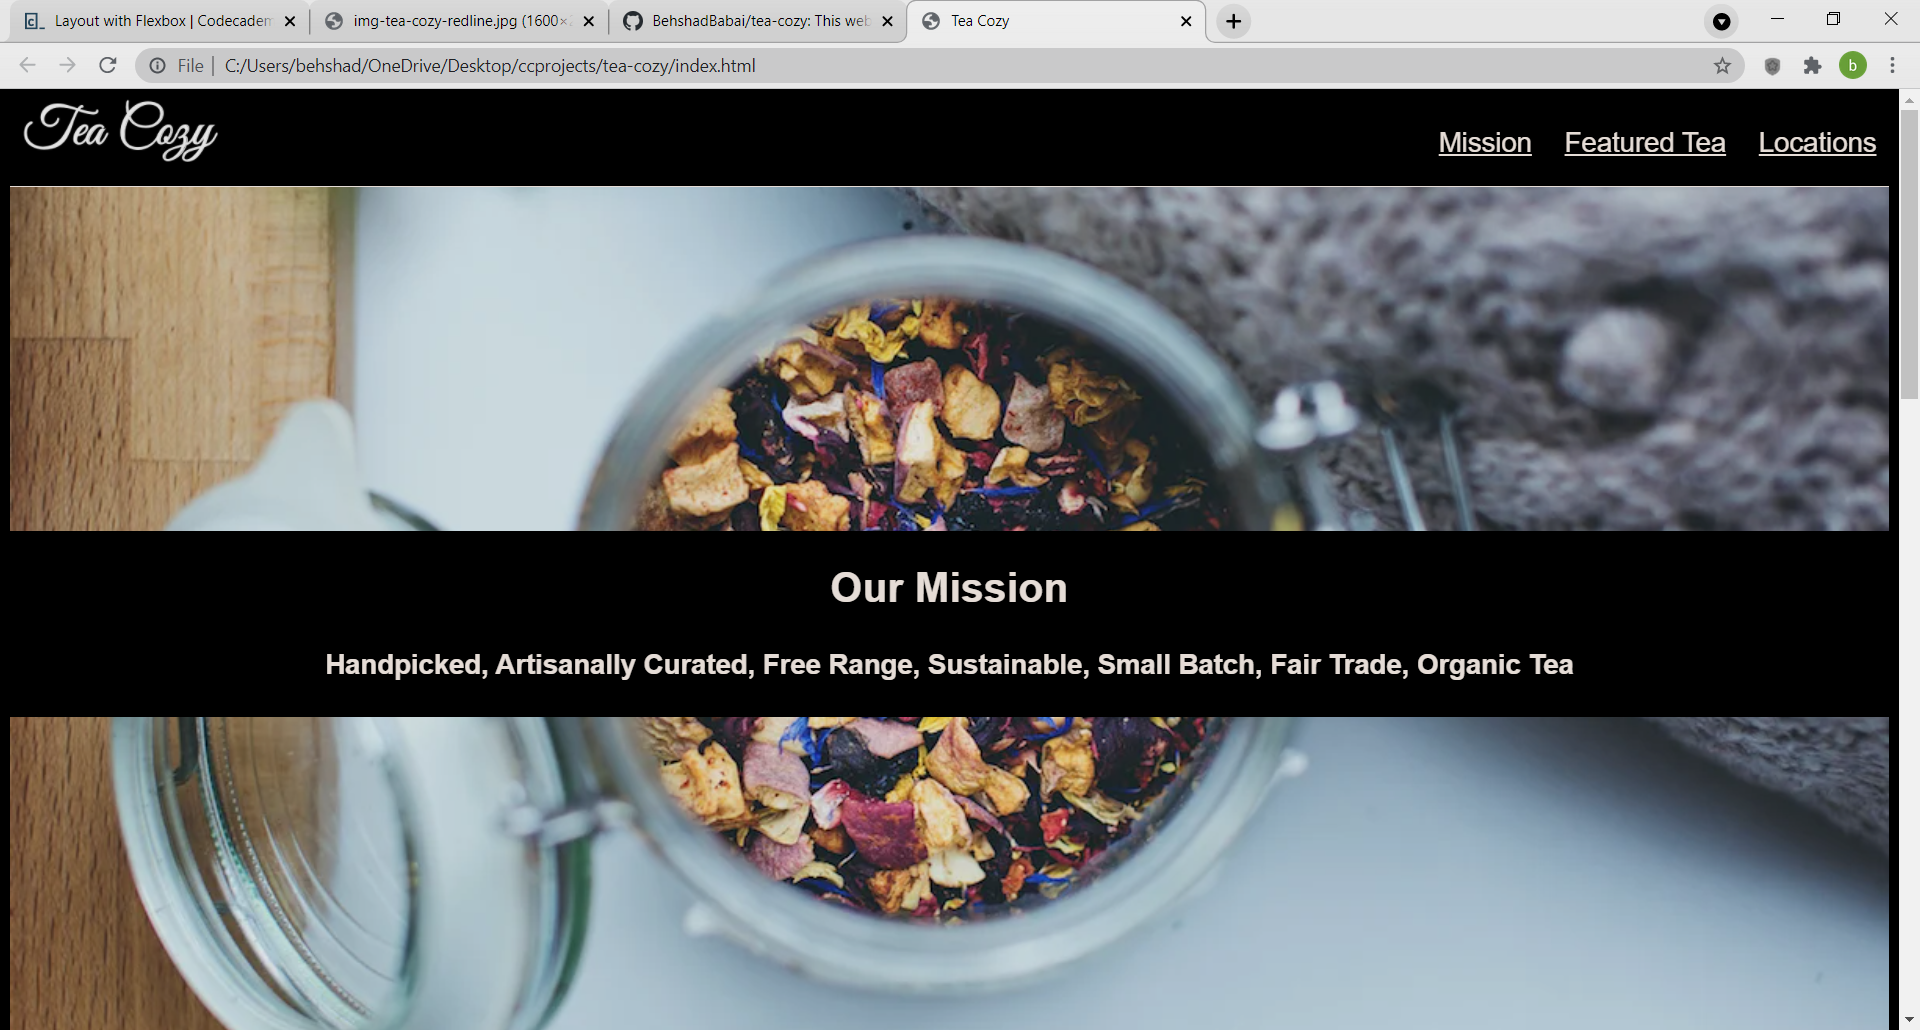 Layout with Flexbox | Codecadem
img-tea-cozy-redline.jpg (1600×
BehshadBabai/tea-cozy: This web
Tea Cozy
File
C:/Users/behshad/OneDrive/Desktop/ccprojects/tea-cozy/index.html
b
Tea Cozy
Mission Featured Tea Locations
Our Mission
Handpicked, Artisanally Curated, Free Range, Sustainable, Small Batch, Fair Trade, Organic Tea